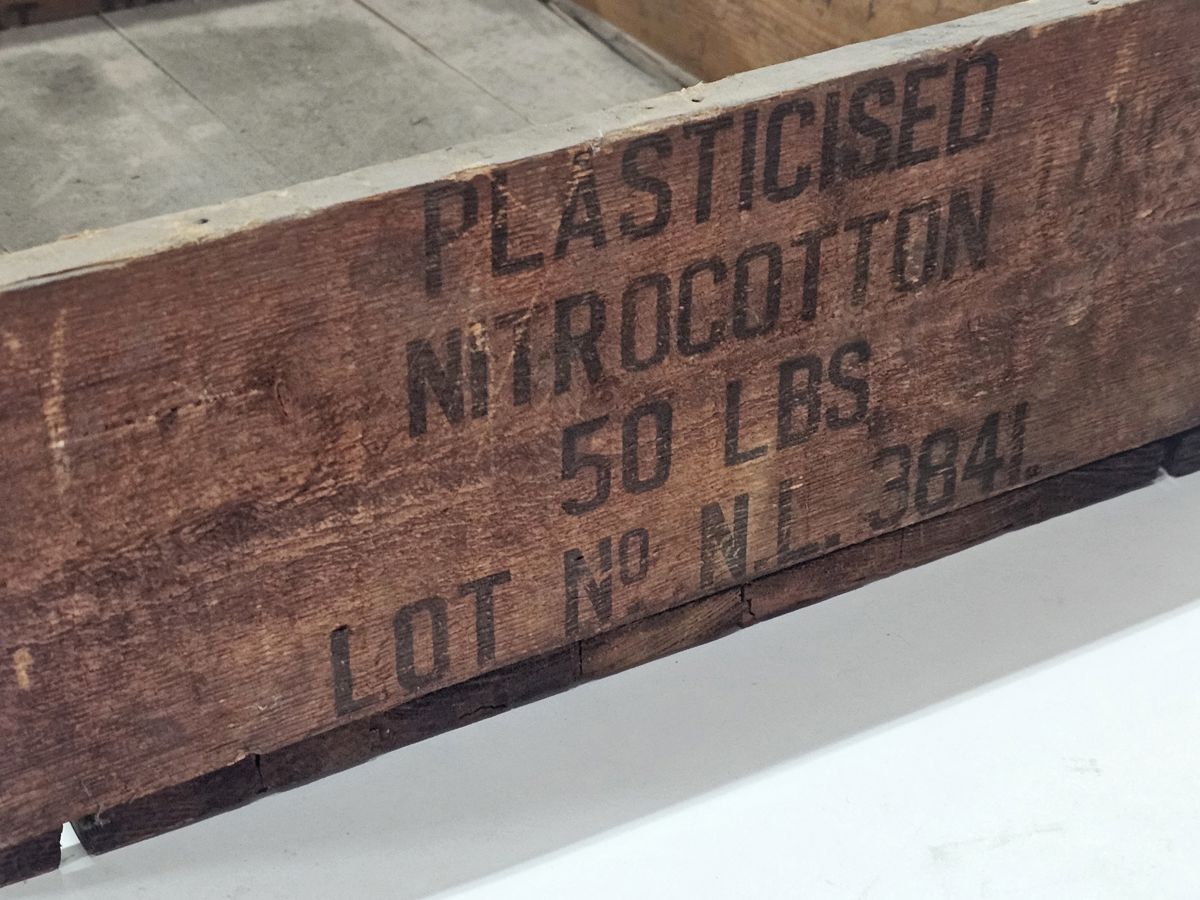 PLASTICISED
NITROCOTTON
50 LBS.
LOT Nº N.L. 3841.